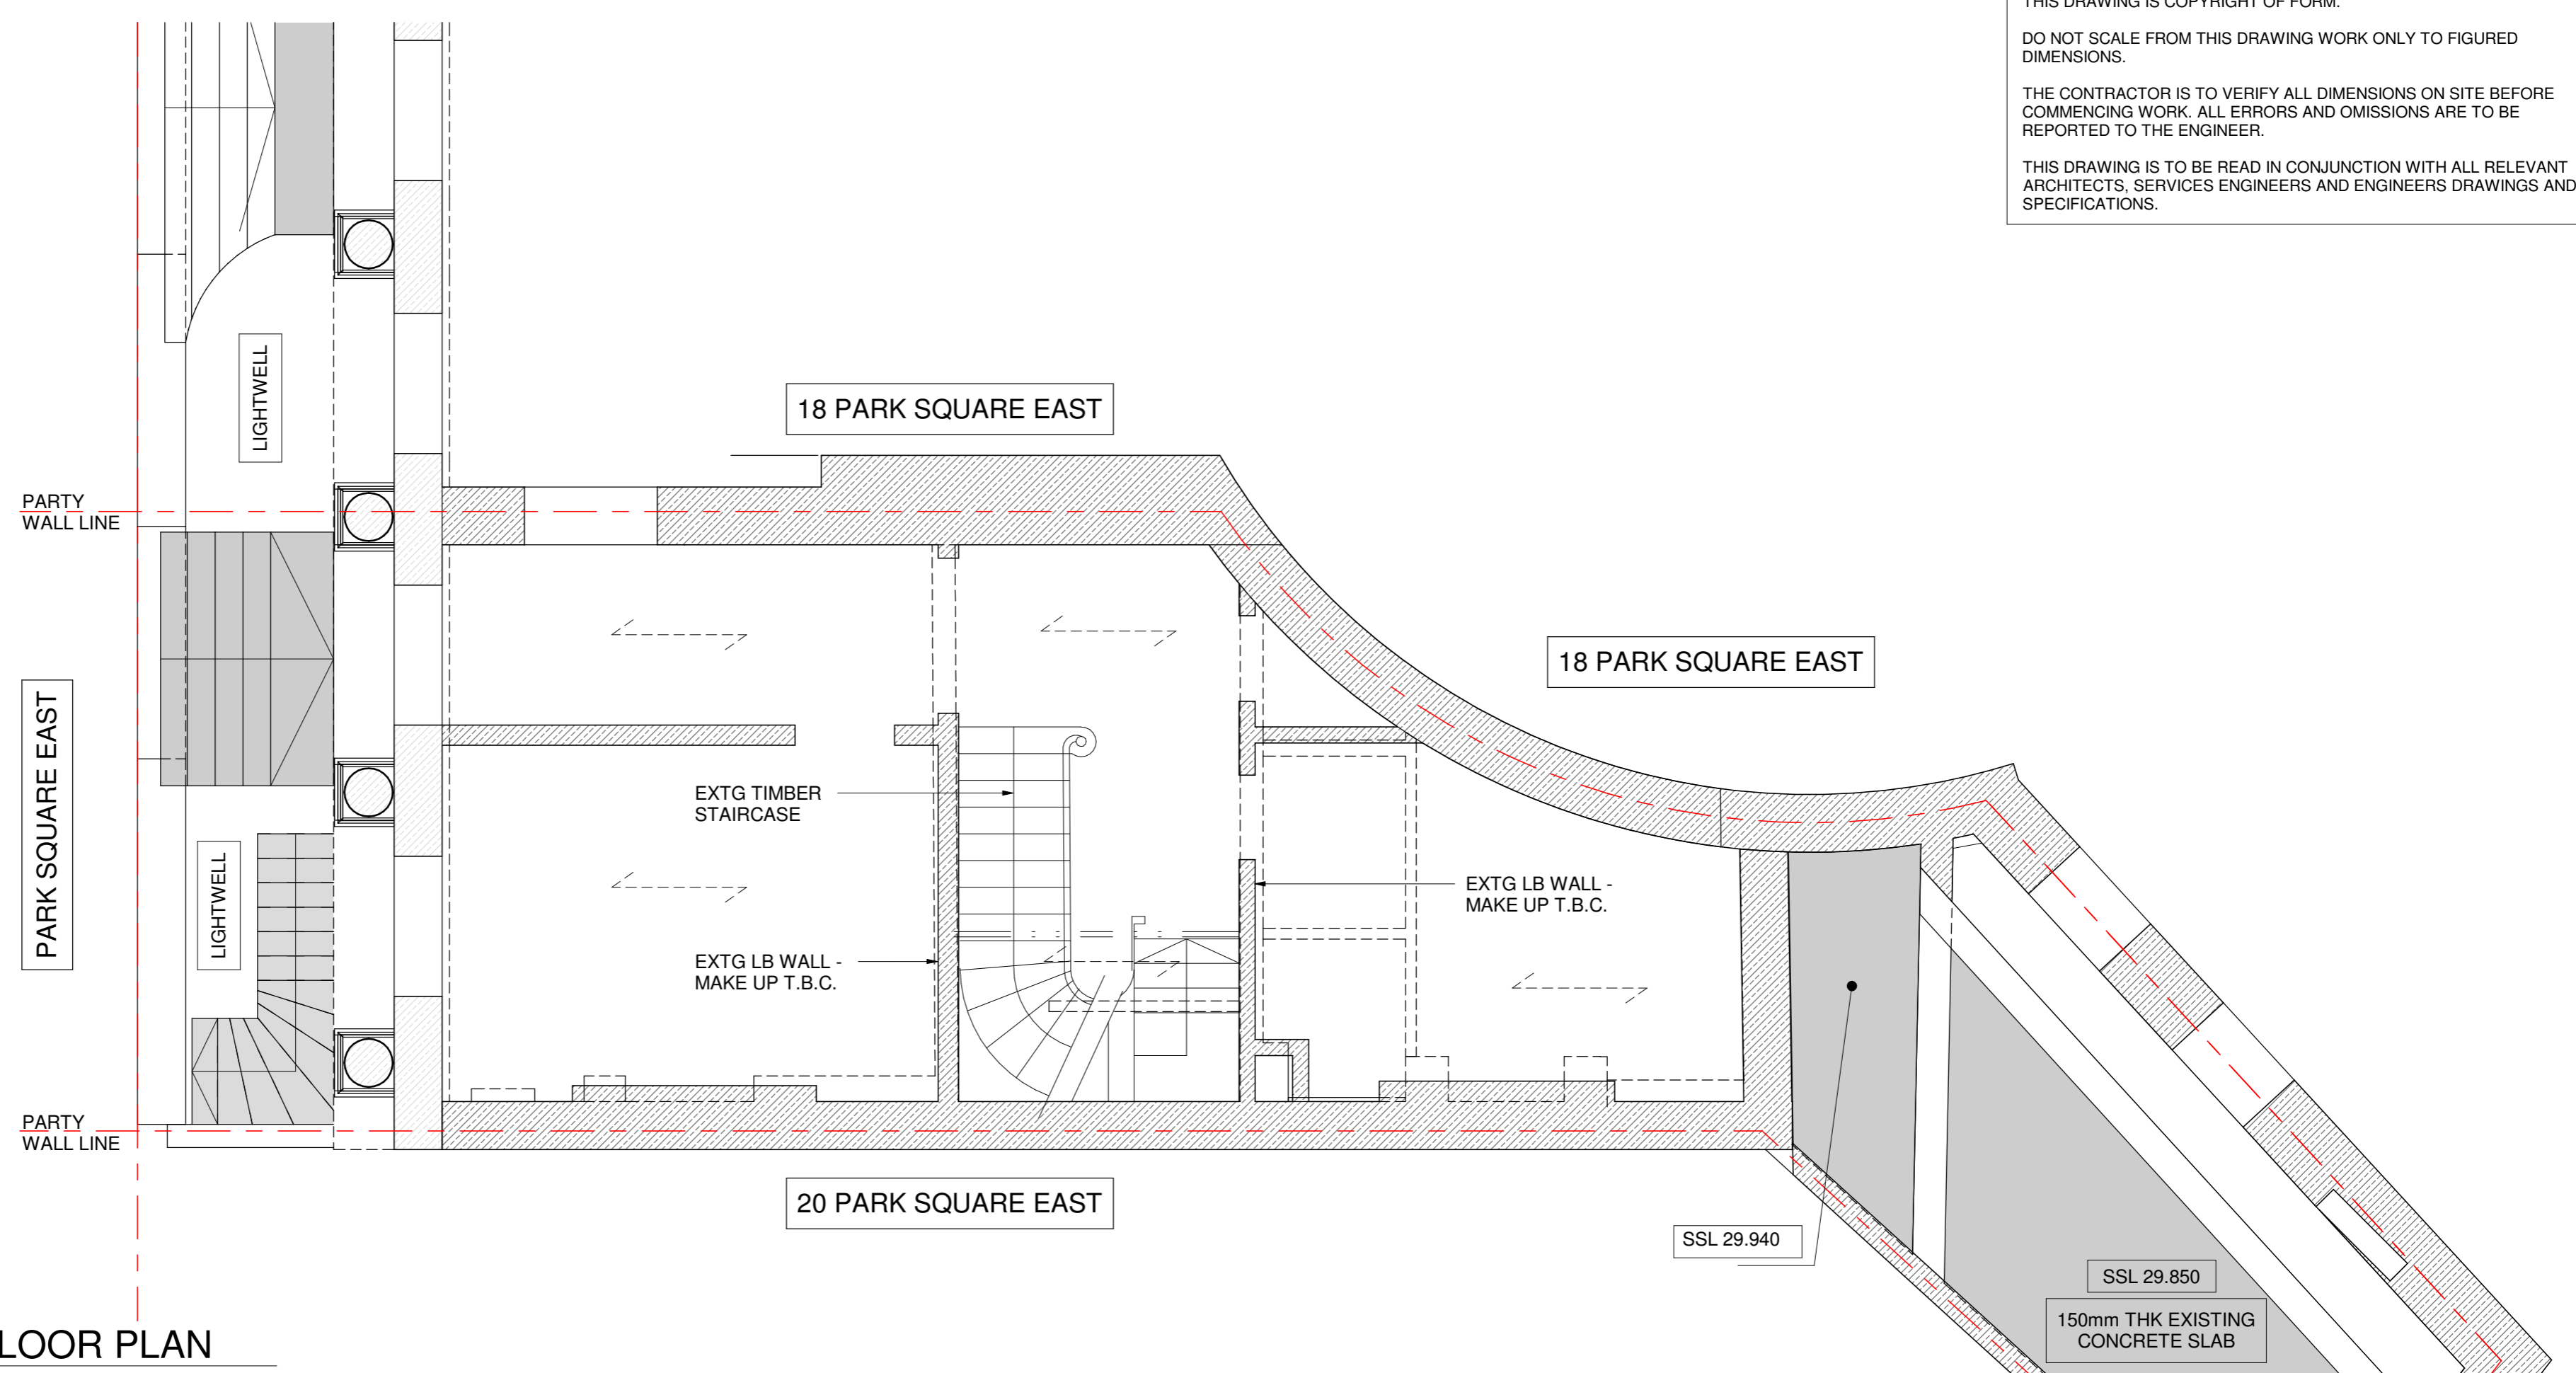 THIS DRAWING IS COPYRIGHT OF FORM.
DO NOT SCALE FROM THIS DRAWING WORK ONLY TO FIGURED
DIMENSIONS.
THE CONTRACTOR IS TO VERIFY ALL DIMENSIONS ON SITE BEFORE
COMMENCING WORK. ALL ERRORS AND OMISSIONS ARE TO BE
REPORTED TO THE ENGINEER.
THIS DRAWING IS TO BE READ IN CONJUNCTION WITH ALL RELEVANT
ARCHITECTS, SERVICES ENGINEERS AND ENGINEERS DRAWINGS AND
SPECIFICATIONS.
LIGHTWELL
18 PARK SQUARE EAST
PARTY
WALL LINE
18 PARK SQUARE EAST
PARK SQUARE EAST
EXTG TIMBER
STAIRCASE
LIGHTWELL
EXTG LB WALL -
MAKE UP T.B.C.
EXTG LB WALL -
MAKE UP T.B.C.
PARTY
WALL LINE
20 PARK SQUARE EAST
SSL 29.940
SSL 29.850
150mm THK EXISTING
CONCRETE SLAB
LOOR PLAN